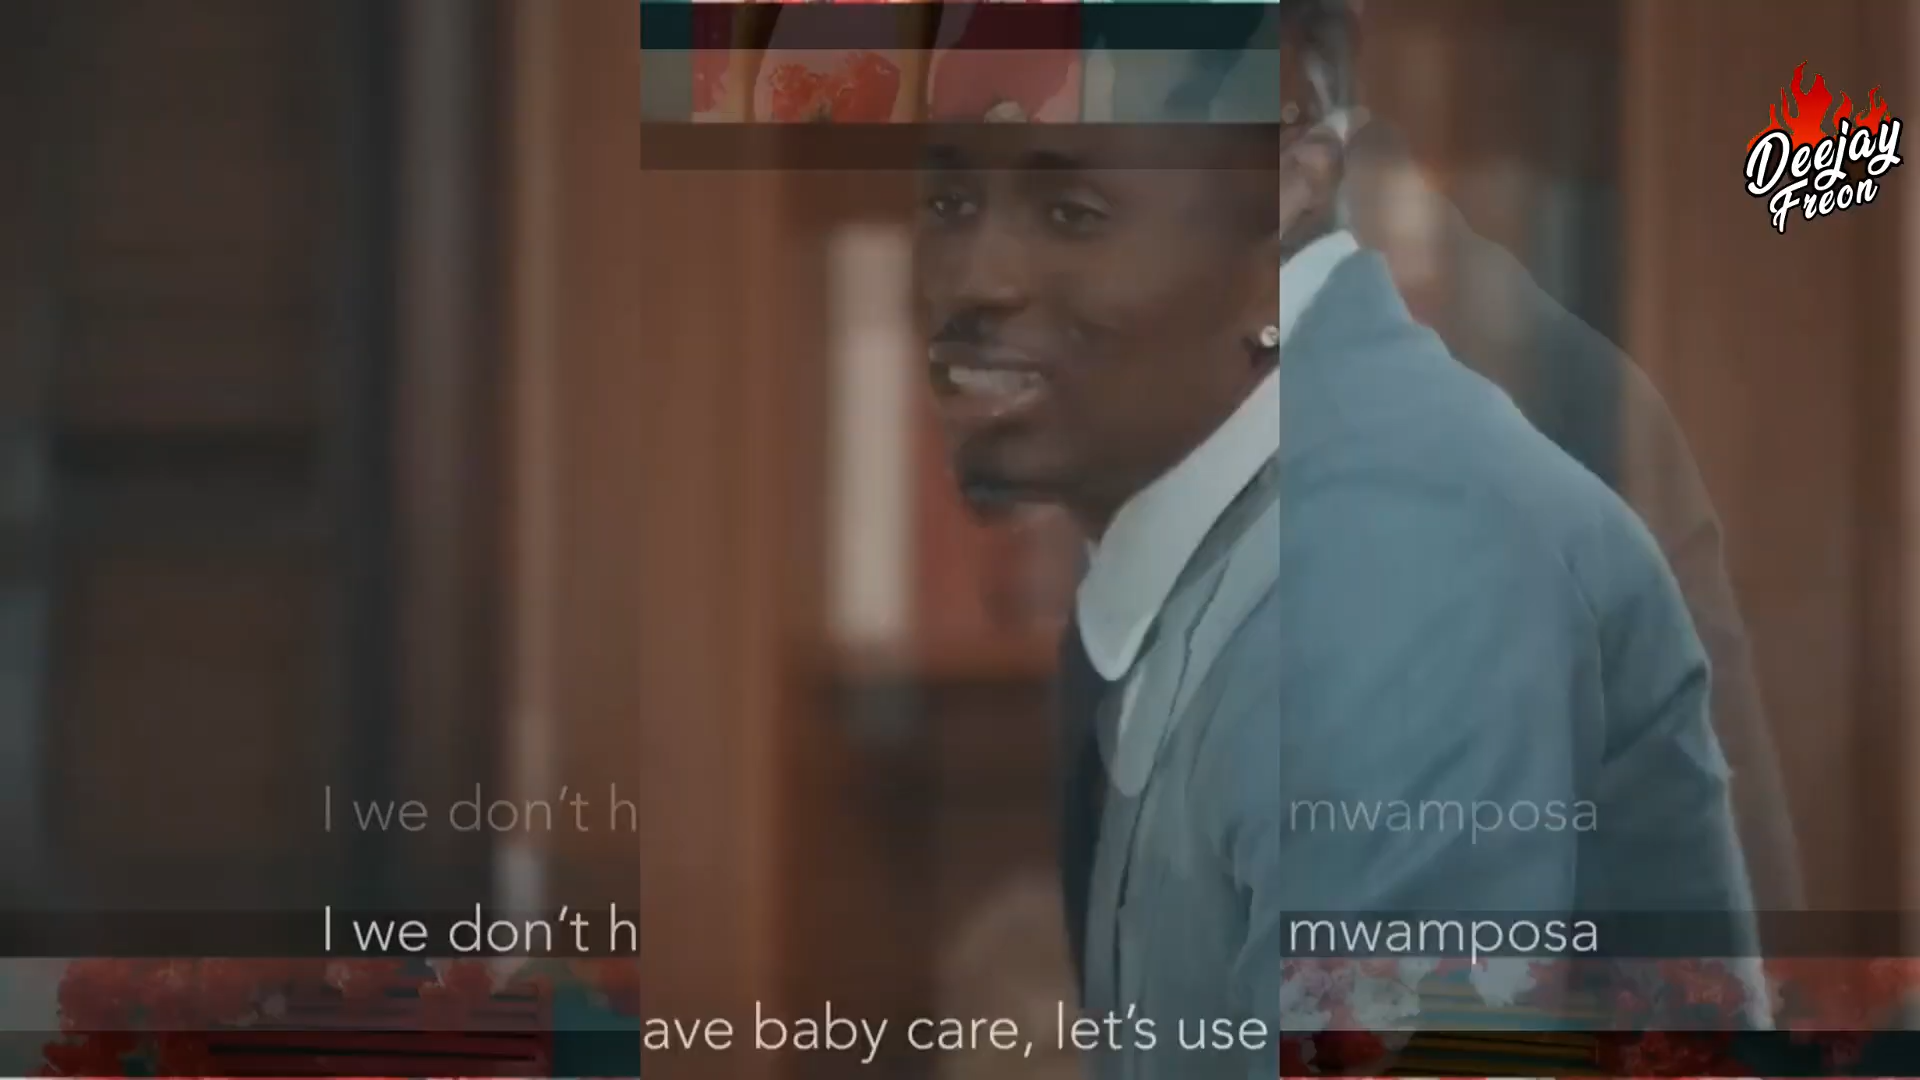 Deejay
Freon
I we don't h mwamposa
I we don't h mwamposa
ave baby care, let's use